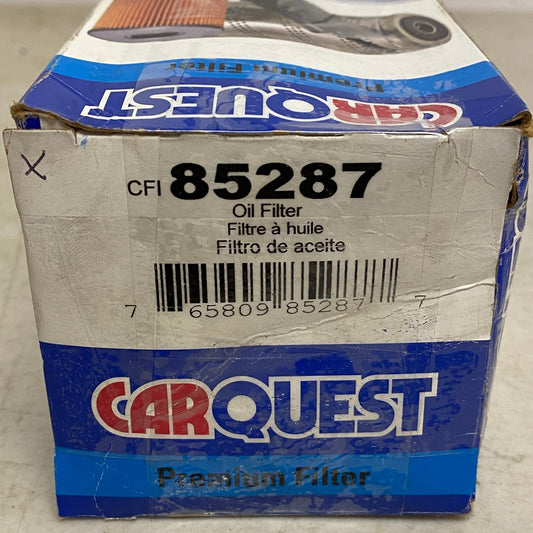 Premium Filter
CARQUEST
X
CFI 85287
Oil Filter
Filtre à huile
Filtro de aceite
7 65809 85287 7
CARQUEST
Premium Filter